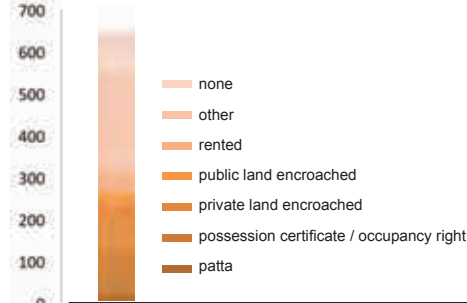 700
600
500
400
300
200
100
0
none
other
rented
public land encroached
private land encroached
possession certificate / occupancy right
patta